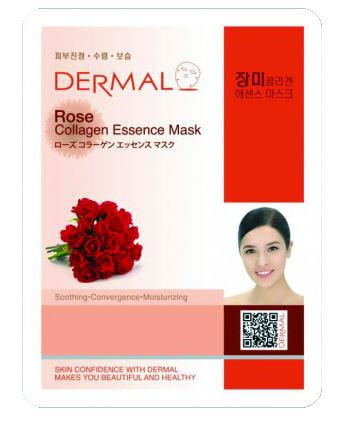 피부진정 • 수렴 • 보습
DERMAL
장미콜라겐
에센스 마스크
Rose
Collagen Essence Mask
ローズ コラーゲン エッセンス マスク
Soothing•Convergence•Moisturizing
DERMAL
SKIN CONFIDENCE WITH DERMAL
MAKES YOU BEAUTIFUL AND HEALTHY